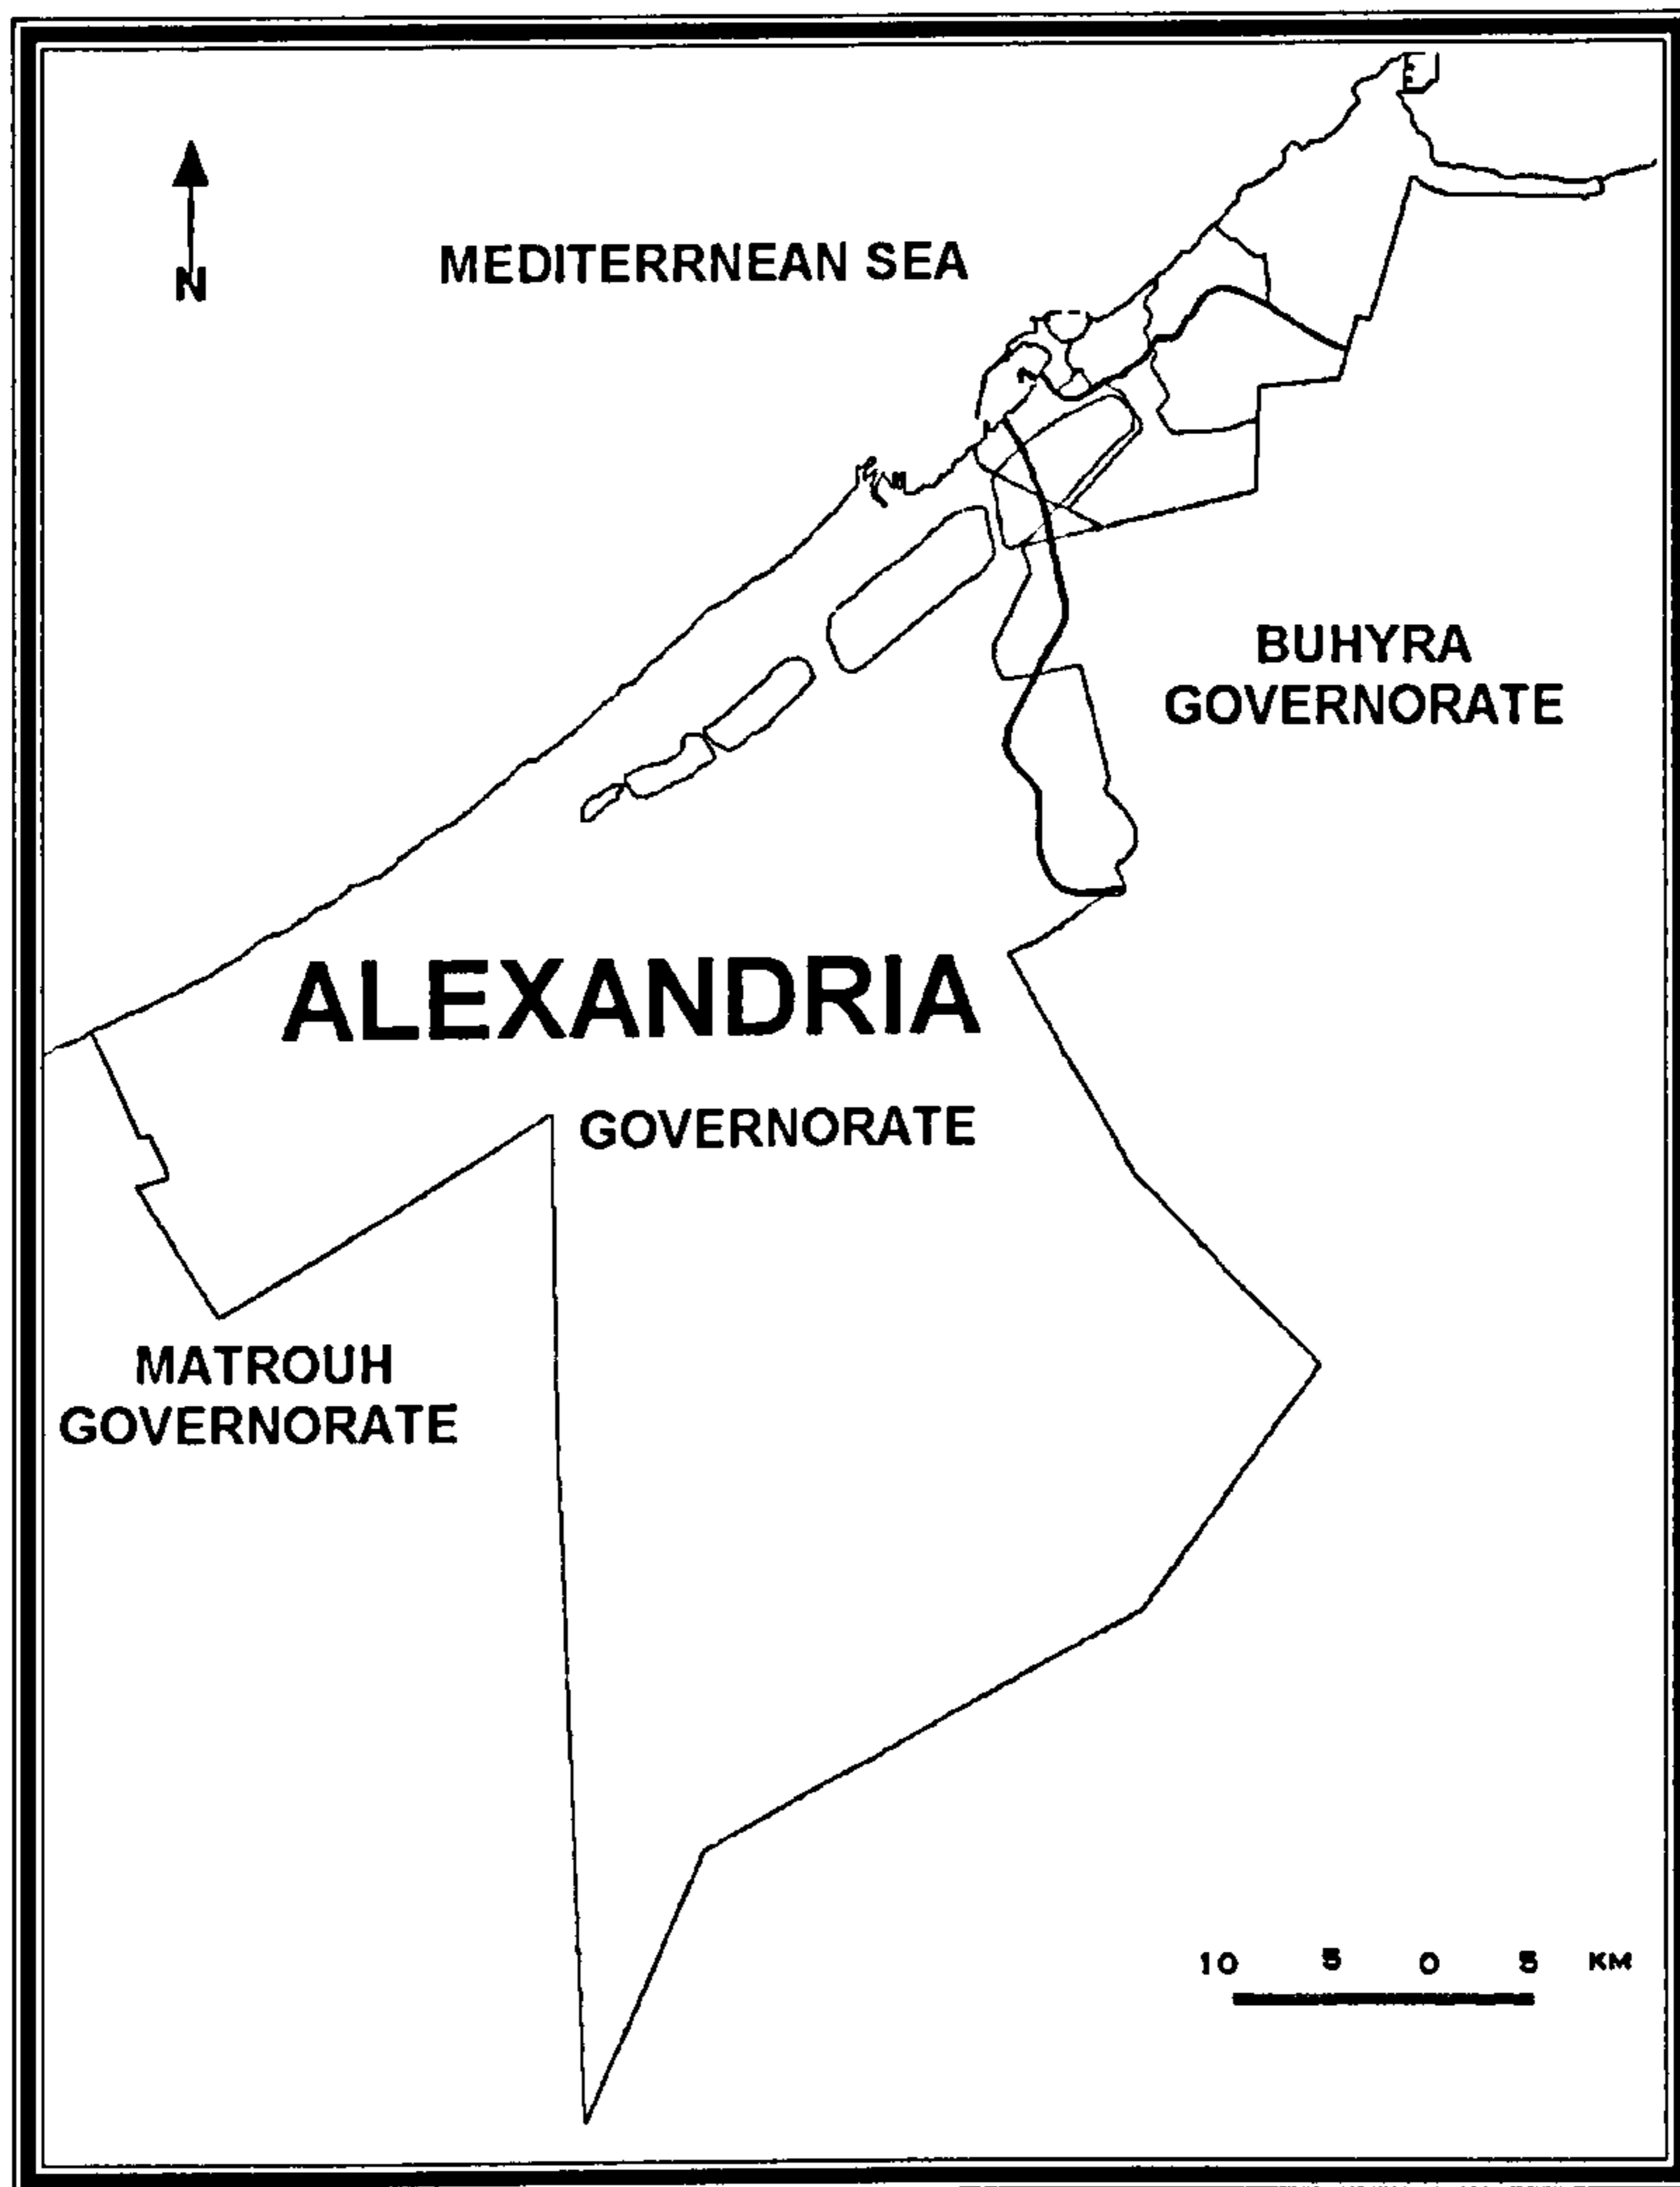 N
MEDITERRNEAN SEA
BUHYRA
GOVERNORATE
ALEXANDRIA
GOVERNORATE
MATROUH
GOVERNORATE
10 5 0 5 KM